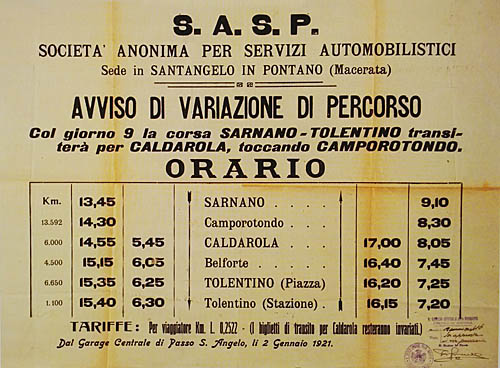 S. A. S. P.
SOCIETA' ANONIMA PER SERVIZI AUTOMOBILISTICI
Sede in SANTANGELO IN PONTANO (Macerata)
AVVISO DI VARIAZIONE DI PERCORSO
Col giorno 9 la corsa SARNANO - TOLENTINO transi-
terà per CALDAROLA, toccando CAMPOROTONDO.
ORARIO
Km. 13,45 SARNANO . . . . 9,10
13.592 14,30 Camporotondo . . . 8,30
6.000 14,55 5,45 CALDAROLA . . . 17,00 8,05
4.500 15,15 6,05 Belforte . . . . 16,40 7,45
6.650 15,35 6,25 TOLENTINO (Piazza) 16,20 7,25
1.100 15,40 6,30 Tolentino (Stazione) . 16,15 7,20
TARIFFE: Per viaggiatore Km. L. 0,2522 - (I biglietti di transito per Caldarola resteranno invariati.)
Dal Garage Centrale di Passo S. Angelo, li 2 Gennaio 1921.